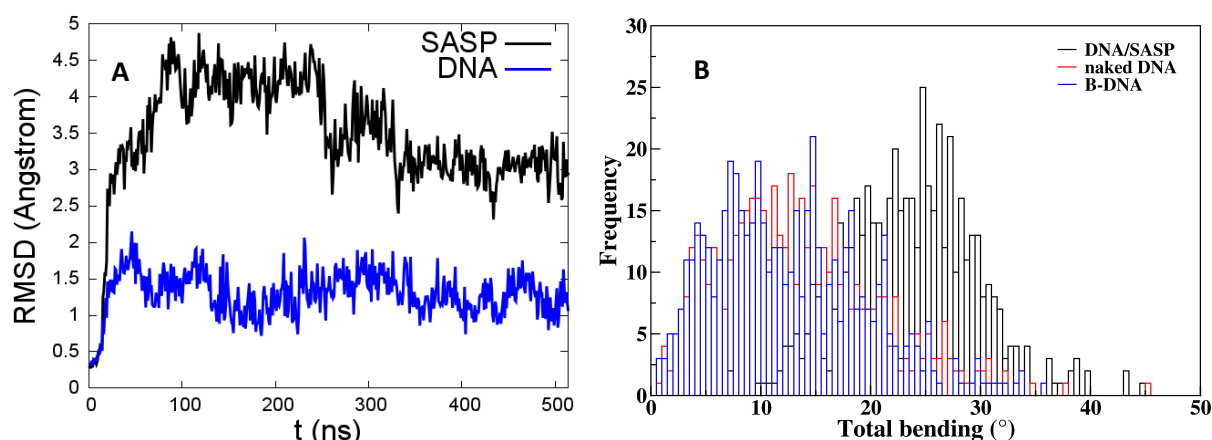 A
SASP
DNA
5
4.5
4
3.5
3
2.5
2
1.5
1
0.5
0
RMSD (Angstrom)
0 100 200 300 400 500
t (ns)
B
DNA/SASP
naked DNA
B-DNA
30
25
20
15
10
5
0
Frequency
0 10 20 30 40 50
Total bending (°)